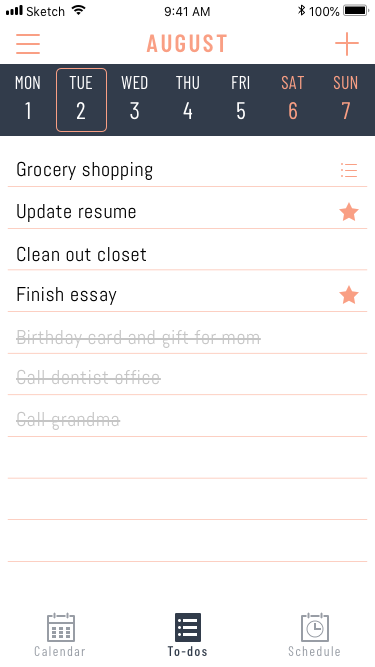 Sketch 9:41 AM 100%
AUGUST
MON TUE WED THU FRI SAT SUN
1 2 3 4 5 6 7
Grocery shopping
Update resume
Clean out closet
Finish essay
Birthday card and gift for mom
Call dentist office
Call grandma
Calendar To-dos Schedule